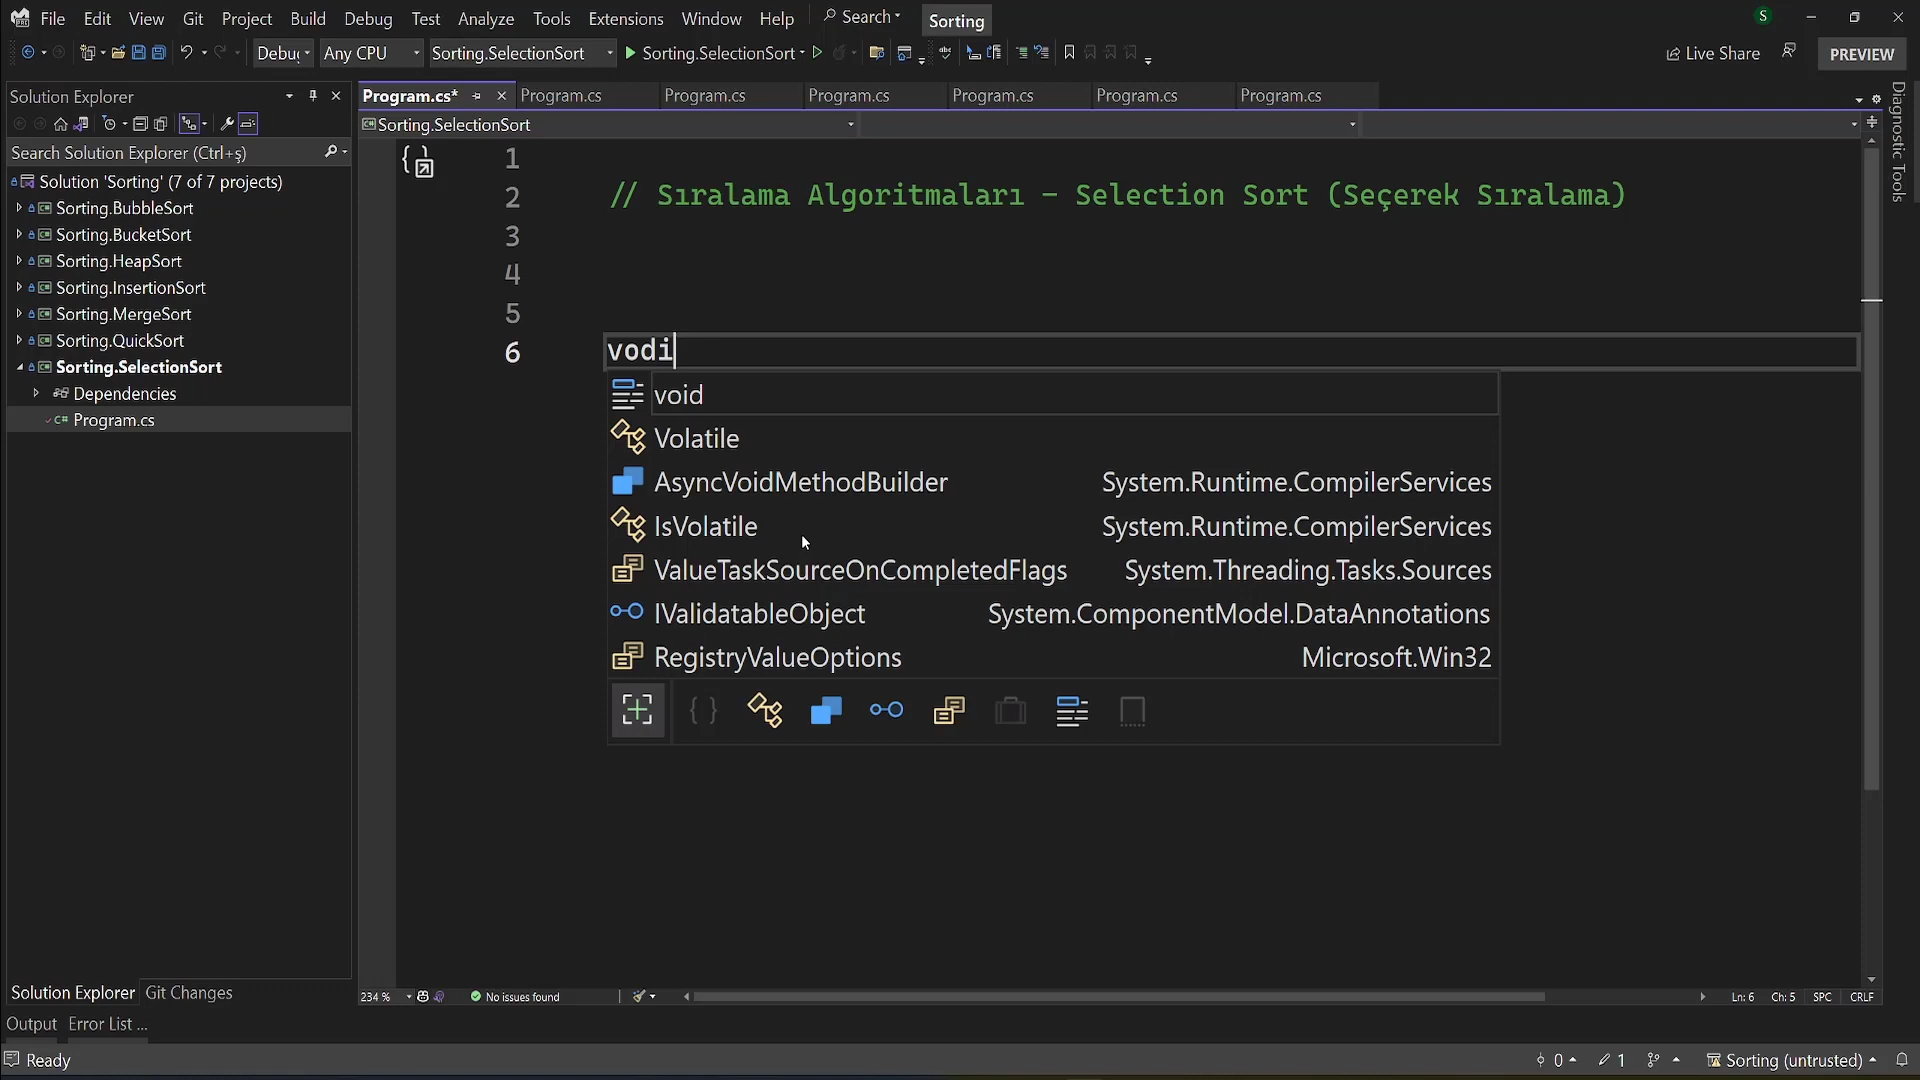 File Edit View Git Project Build Debug Test Analyze Tools Extensions Window Help Search Sorting S
Debug Any CPU Sorting.SelectionSort Sorting.SelectionSort Live Share PREVIEW
Solution Explorer
Search Solution Explorer (Ctrl+ş)
Solution 'Sorting' (7 of 7 projects)
Sorting.BubbleSort
Sorting.BucketSort
Sorting.HeapSort
Sorting.InsertionSort
Sorting.MergeSort
Sorting.QuickSort
Sorting.SelectionSort
Dependencies
C# Program.cs
Solution Explorer Git Changes
Program.cs* Program.cs Program.cs Program.cs Program.cs Program.cs Program.cs
Sorting.SelectionSort
1
2 // Sıralama Algoritmaları - Selection Sort (Seçerek Sıralama)
3
4
5
6 vodi
void
Volatile
AsyncVoidMethodBuilder System.Runtime.CompilerServices
IsVolatile System.Runtime.CompilerServices
ValueTaskSourceOnCompletedFlags System.Threading.Tasks.Sources
IValidatableObject System.ComponentModel.DataAnnotations
RegistryValueOptions Microsoft.Win32
234 % No issues found Ln: 6 Ch: 5 SPC CRLF
Diagnostic Tools
Output Error List ...
Ready 0 1 Sorting (untrusted)